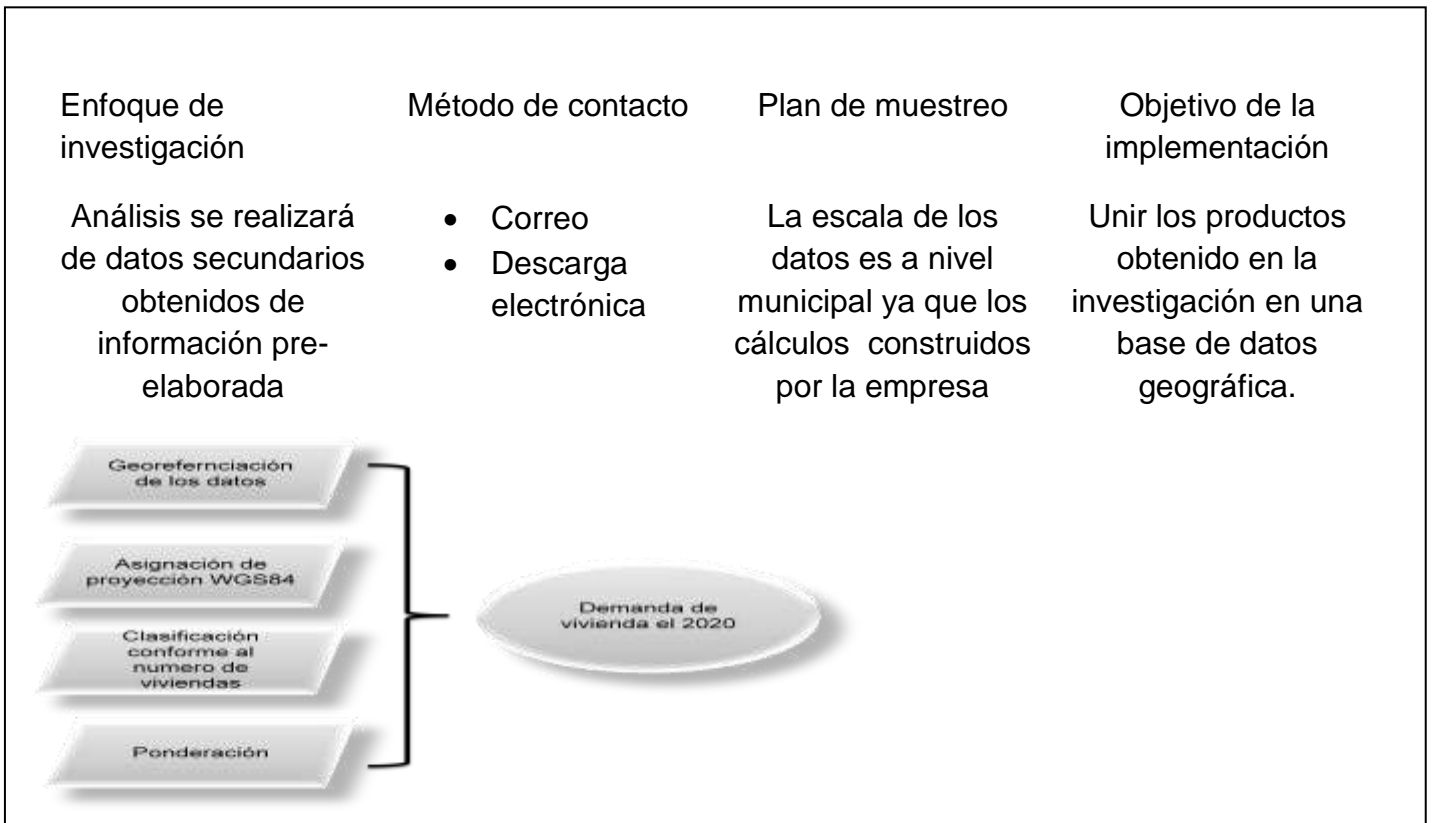 Enfoque de
investigación
Método de contacto
Plan de muestreo
Objetivo de la
implementación
Análisis se realizará
de datos secundarios
obtenidos de
información pre-
elaborada
• Correo
• Descarga
electrónica
La escala de los
datos es a nivel
municipal ya que los
cálculos construidos
por la empresa
Unir los productos
obtenido en la
investigación en una
base de datos
geográfica.
Georefernciación
de los datos
Asignación de
proyección WGS84
Clasificación
conforme al
numero de
viviendas
Ponderación
Demanda de
vivienda el 2020